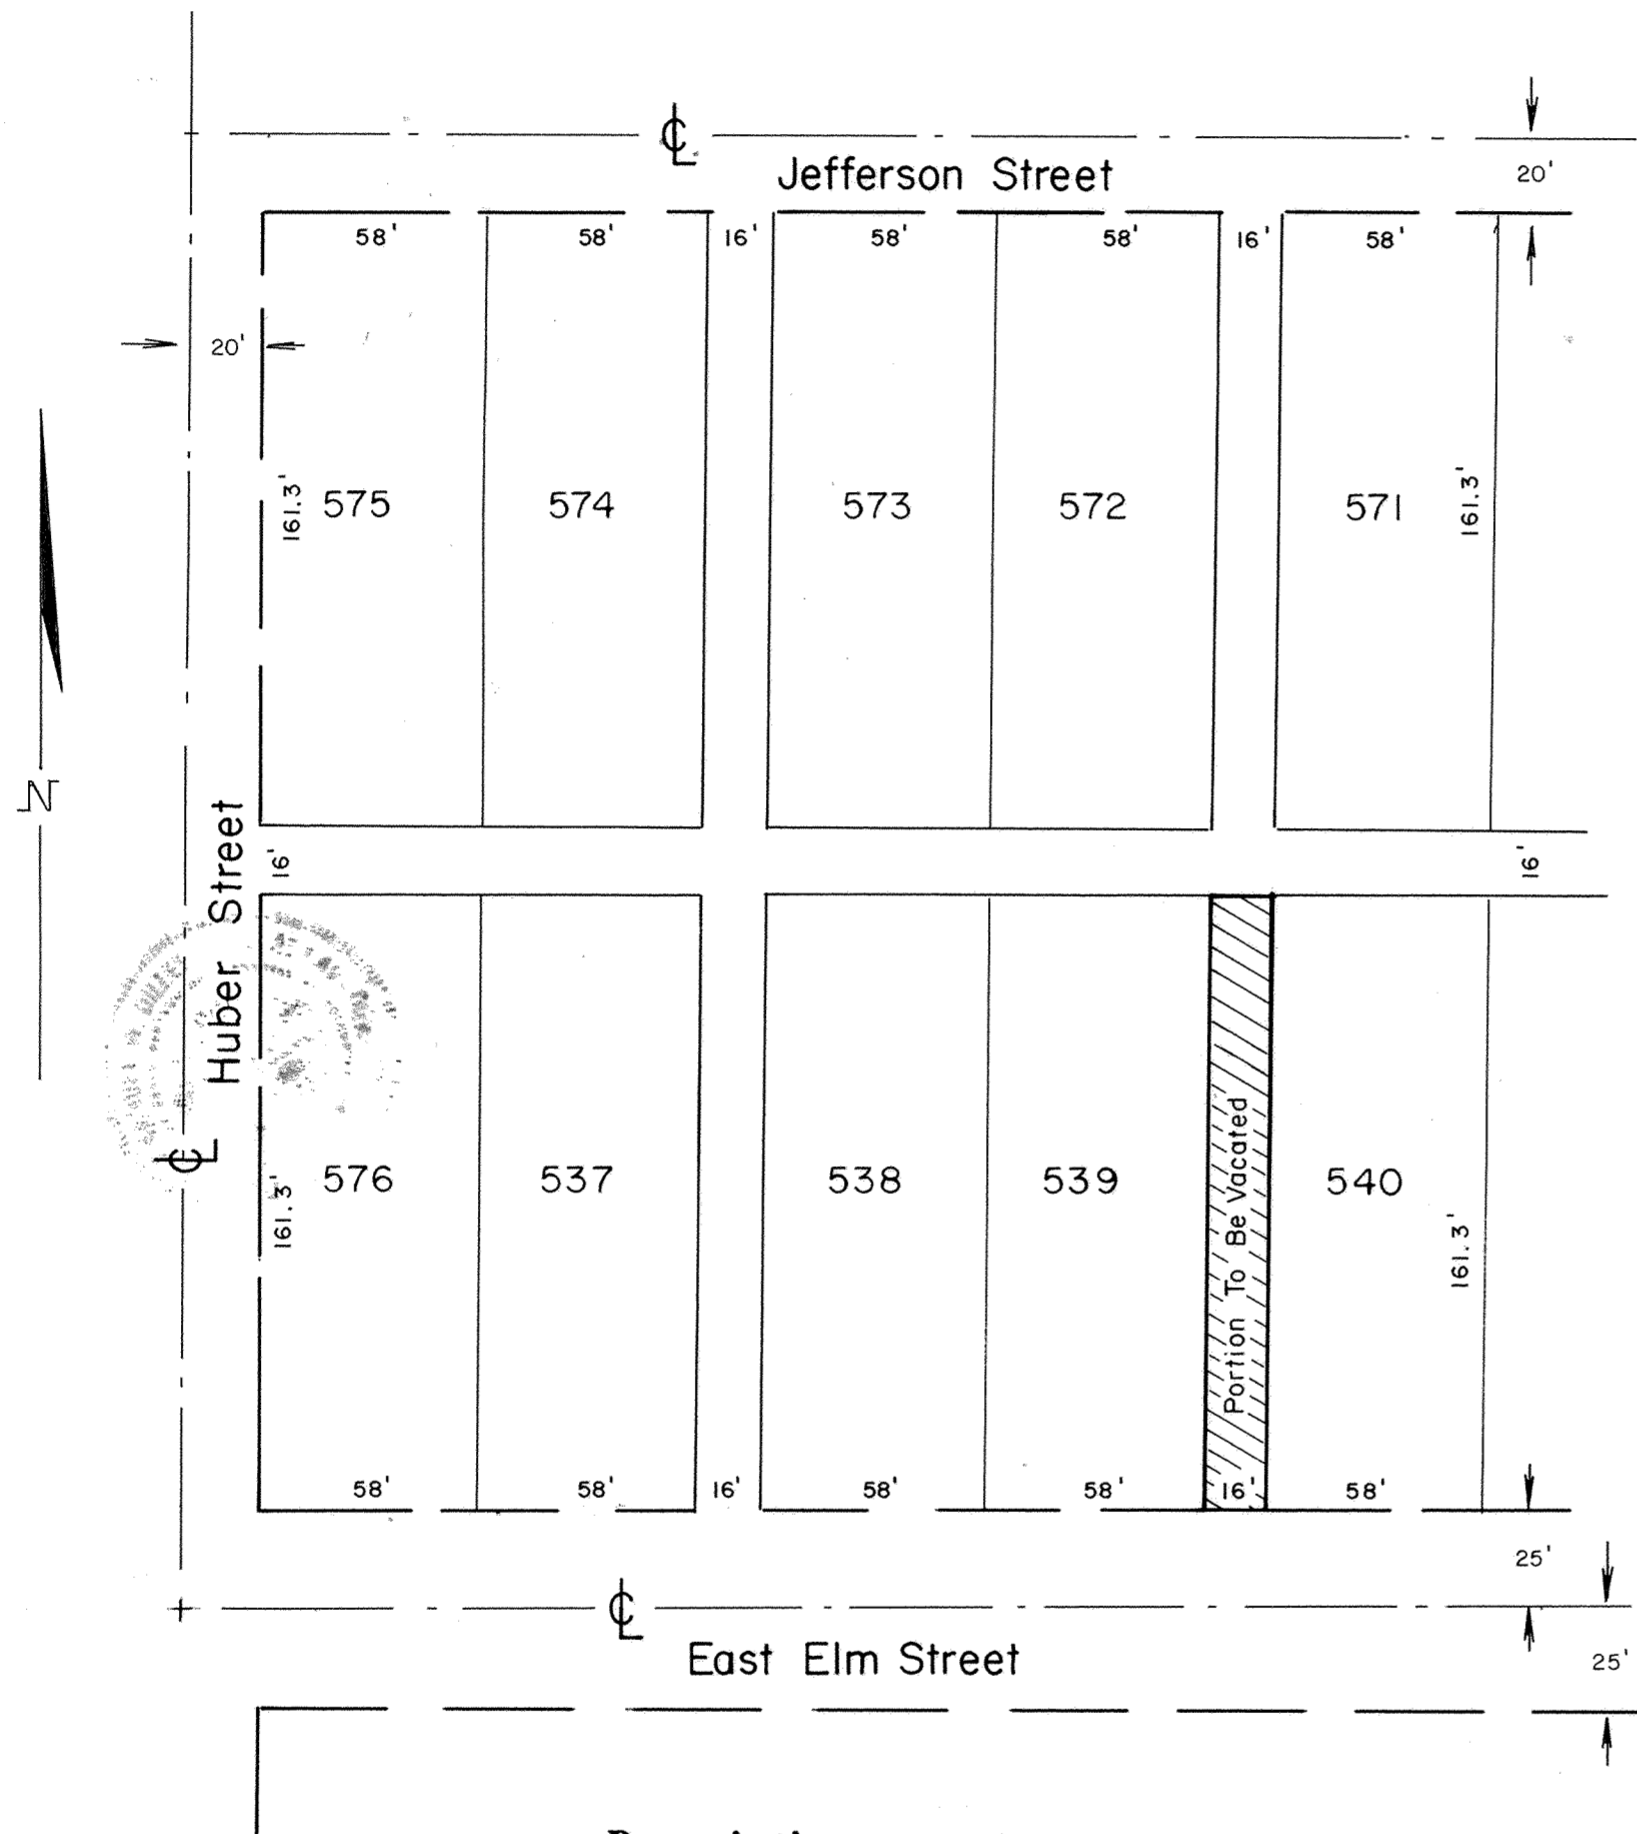 ℄
Jefferson Street
20'
58' 58' 16' 58' 58' 16' 58'
20'
161.3' 575 574 573 572 571 161.3'
N
Huber Street
℄
16' 16'
576 537 538 539 540
161.3' 161.3'
Portion To Be Vacated
58' 58' 16' 58' 58' 16' 58'
25'
℄
East Elm Street
25'